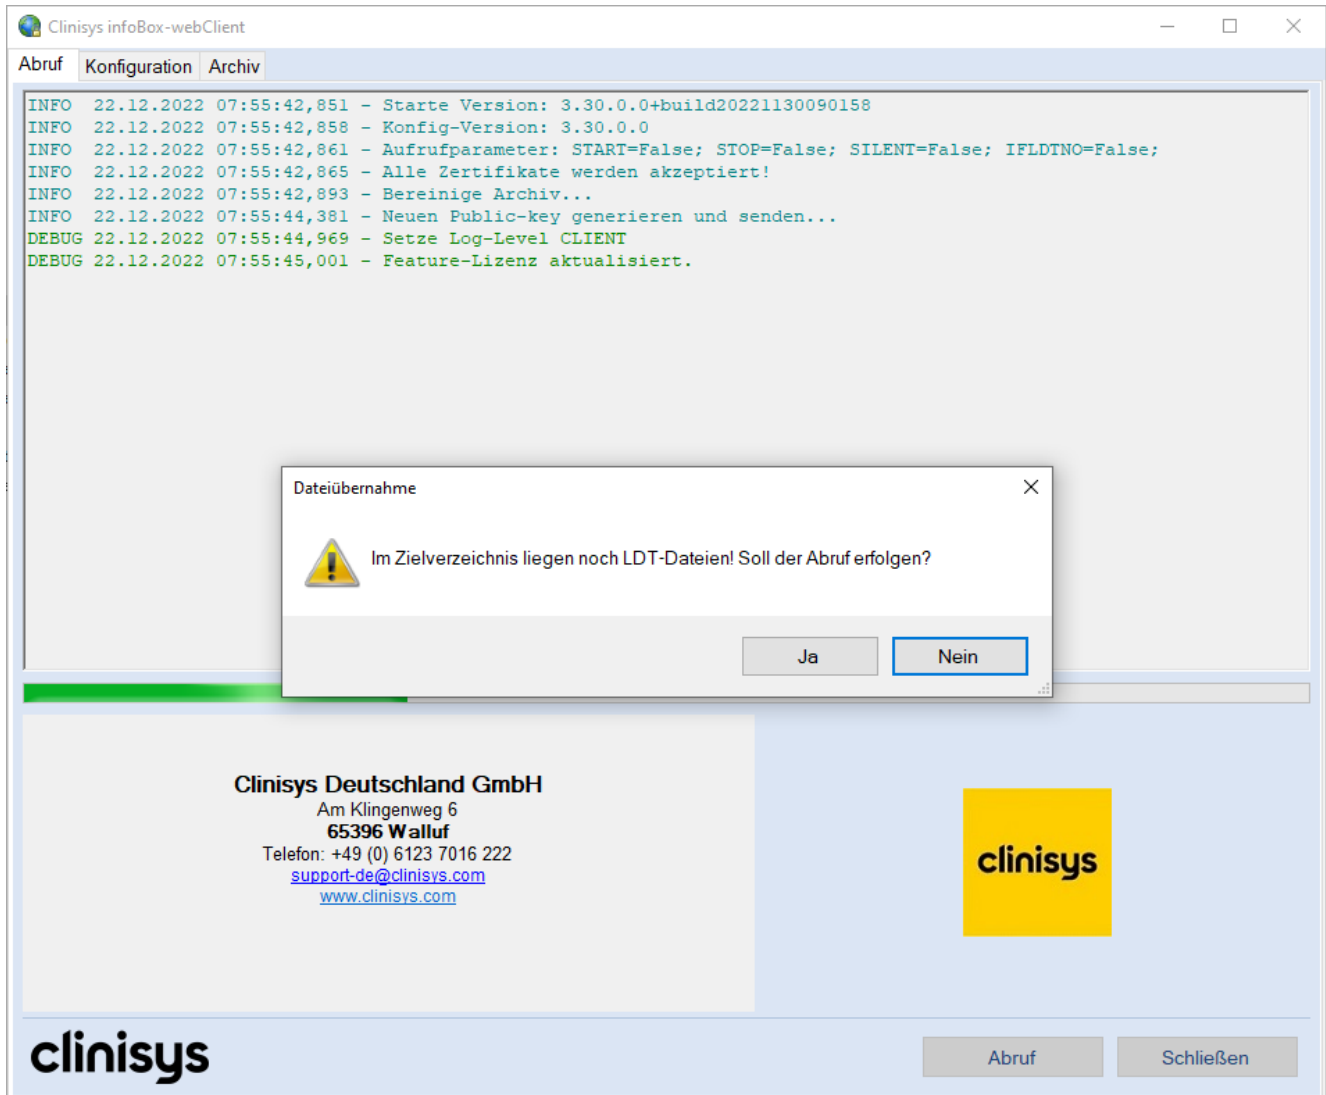 Clinisys infoBox-webClient
Abruf Konfiguration Archiv
INFO 22.12.2022 07:55:42,851 - Starte Version: 3.30.0.0+build20221130090158
INFO 22.12.2022 07:55:42,858 - Konfig-Version: 3.30.0.0
INFO 22.12.2022 07:55:42,861 - Aufrufparameter: START=False; STOP=False; SILENT=False; IFLDTNO=False;
INFO 22.12.2022 07:55:42,865 - Alle Zertifikate werden akzeptiert!
INFO 22.12.2022 07:55:42,893 - Bereinige Archiv...
INFO 22.12.2022 07:55:44,381 - Neuen Public-key generieren und senden...
DEBUG 22.12.2022 07:55:44,969 - Setze Log-Level CLIENT
DEBUG 22.12.2022 07:55:45,001 - Feature-Lizenz aktualisiert.
Dateiübernahme
Im Zielverzeichnis liegen noch LDT-Dateien! Soll der Abruf erfolgen?
Ja Nein
Clinisys Deutschland GmbH
Am Klingenweg 6
65396 Walluf
Telefon: +49 (0) 6123 7016 222
support-de@clinisys.com
www.clinisys.com
clinisys
clinisys
Abruf Schließen